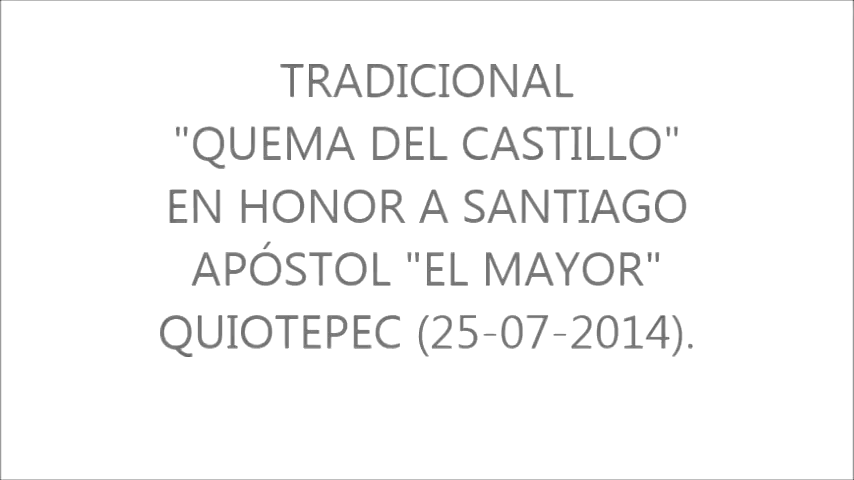 TRADICIONAL
"QUEMA DEL CASTILLO"
EN HONOR A SANTIAGO
APÓSTOL "EL MAYOR"
QUIOTEPEC (25-07-2014).